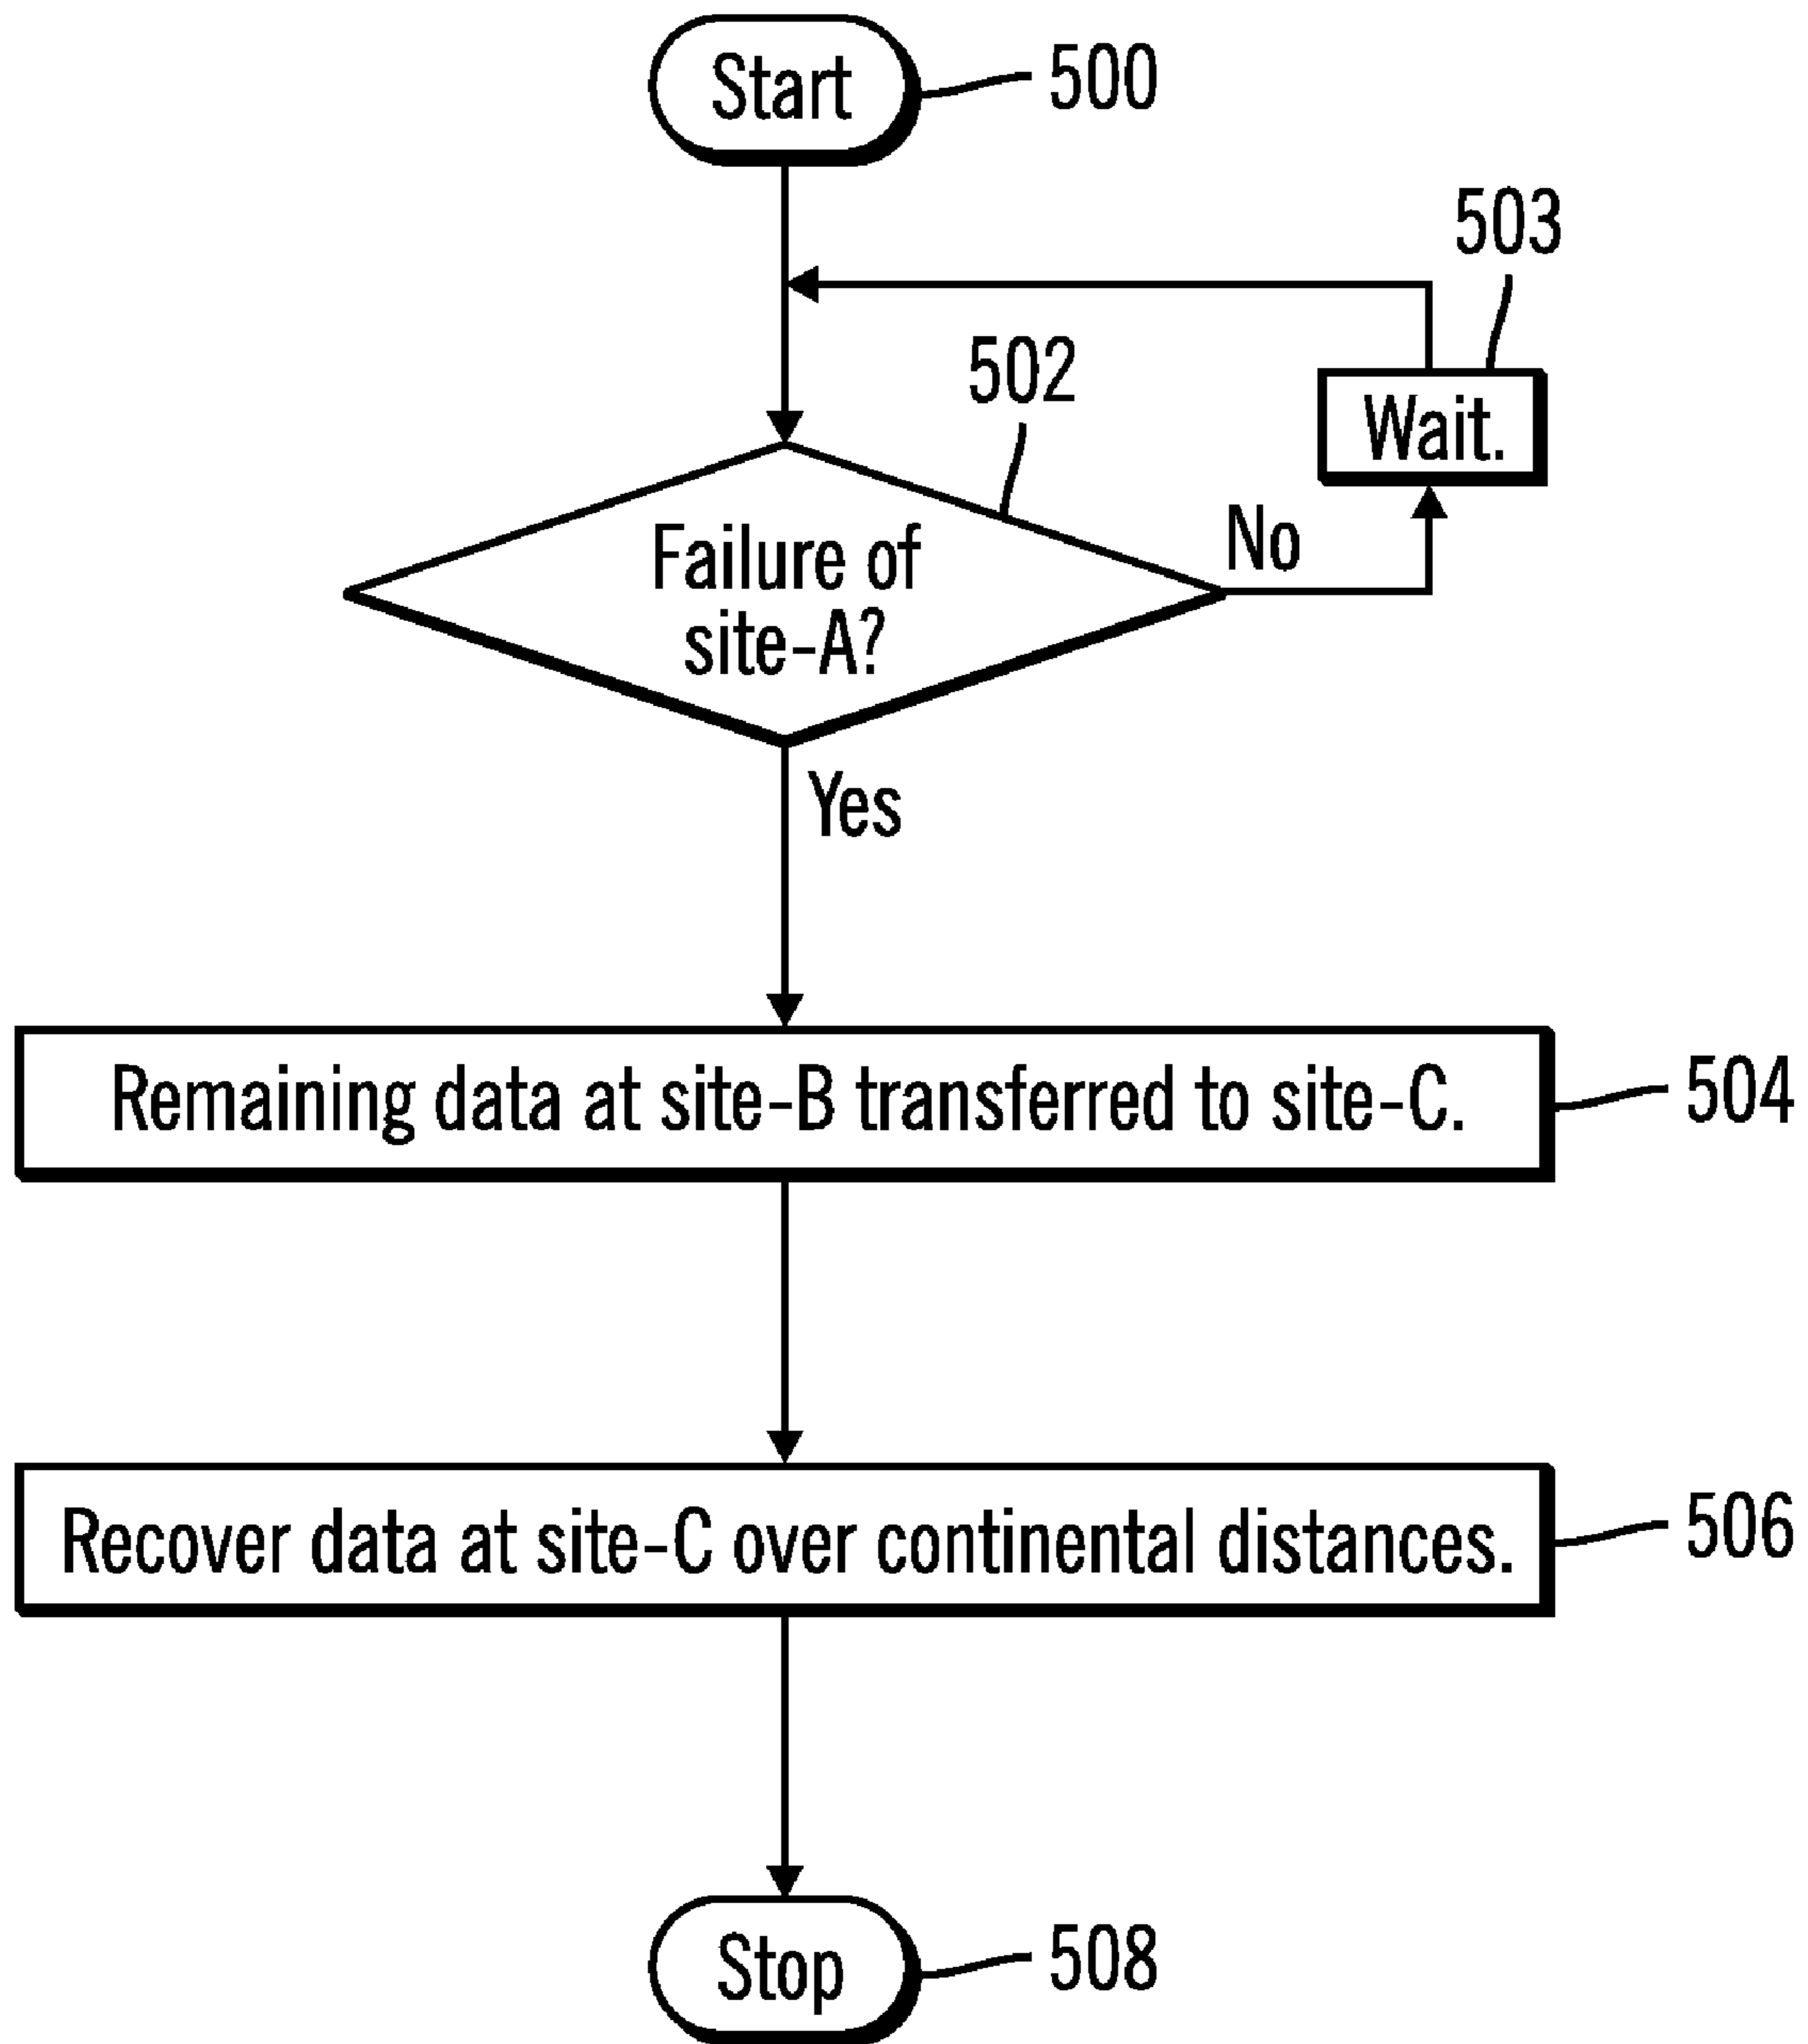 Start
500
503
Wait.
502
Failure of
site-A?
No
Yes
Remaining data at site-B transferred to site-C.
504
Recover data at site-C over continental distances.
506
Stop
508